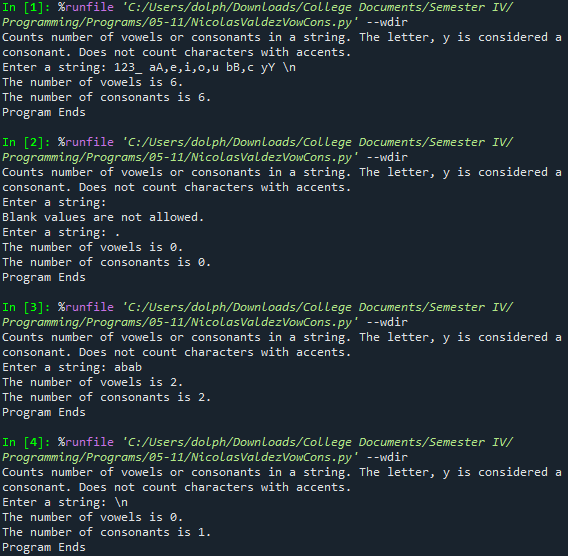 In [1]: %runfile 'C:/Users/dolph/Downloads/College Documents/Semester IV/
Programming/Programs/05-11/NicolasValdezVowCons.py' --wdir
Counts number of vowels or consonants in a string. The letter, y is considered a
consonant. Does not count characters with accents.
Enter a string: 123_ aA,e,i,o,u bB,c yY \n
The number of vowels is 6.
The number of consonants is 6.
Program Ends
In [2]: %runfile 'C:/Users/dolph/Downloads/College Documents/Semester IV/
Programming/Programs/05-11/NicolasValdezVowCons.py' --wdir
Counts number of vowels or consonants in a string. The letter, y is considered a
consonant. Does not count characters with accents.
Enter a string:
Blank values are not allowed.
Enter a string: .
The number of vowels is 0.
The number of consonants is 0.
Program Ends
In [3]: %runfile 'C:/Users/dolph/Downloads/College Documents/Semester IV/
Programming/Programs/05-11/NicolasValdezVowCons.py' --wdir
Counts number of vowels or consonants in a string. The letter, y is considered a
consonant. Does not count characters with accents.
Enter a string: abab
The number of vowels is 2.
The number of consonants is 2.
Program Ends
In [4]: %runfile 'C:/Users/dolph/Downloads/College Documents/Semester IV/
Programming/Programs/05-11/NicolasValdezVowCons.py' --wdir
Counts number of vowels or consonants in a string. The letter, y is considered a
consonant. Does not count characters with accents.
Enter a string: \n
The number of vowels is 0.
The number of consonants is 1.
Program Ends